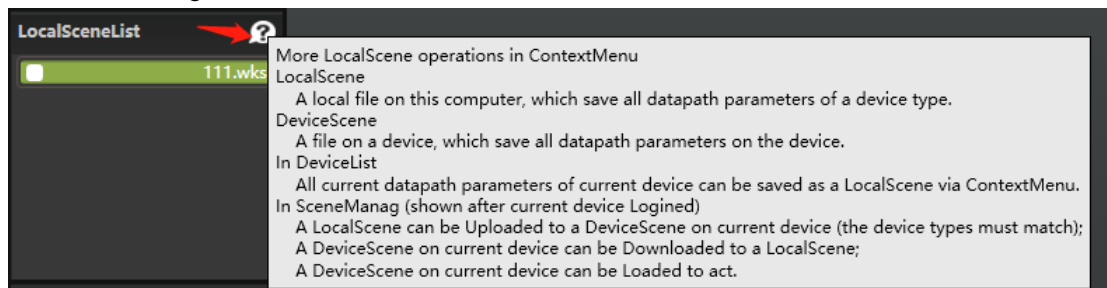 LocalSceneList
111.wks
More LocalScene operations in ContextMenu
LocalScene
A local file on this computer, which save all datapath parameters of a device type.
DeviceScene
A file on a device, which save all datapath parameters on the device.
In DeviceList
All current datapath parameters of current device can be saved as a LocalScene via ContextMenu.
In SceneManag (shown after current device Logined)
A LocalScene can be Uploaded to a DeviceScene on current device (the device types must match);
A DeviceScene on current device can be Downloaded to a LocalScene;
A DeviceScene on current device can be Loaded to act.